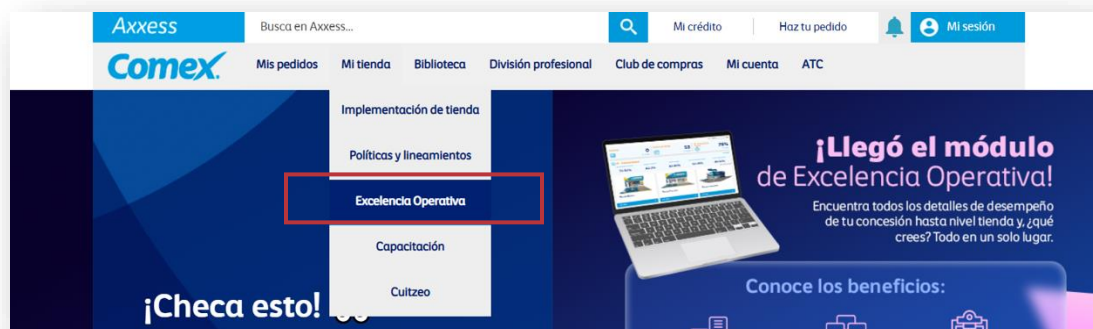 Axxess
Busca en Axxess...
Mi crédito
Haz tu pedido
Mi sesión
Comex.
Mis pedidos
Mi tienda
Biblioteca
División profesional
Club de compras
Mi cuenta
ATC
Implementación de tienda
Políticas y lineamientos
Excelencia Operativa
Capacitación
Cuitzeo
¡Checa esto!
¡Llegó el módulo
de Excelencia Operativa!
Encuentra todos los detalles de desempeño
de tu concesión hasta nivel tienda y, ¿qué
crees? Todo en un solo lugar.
Conoce los beneficios: